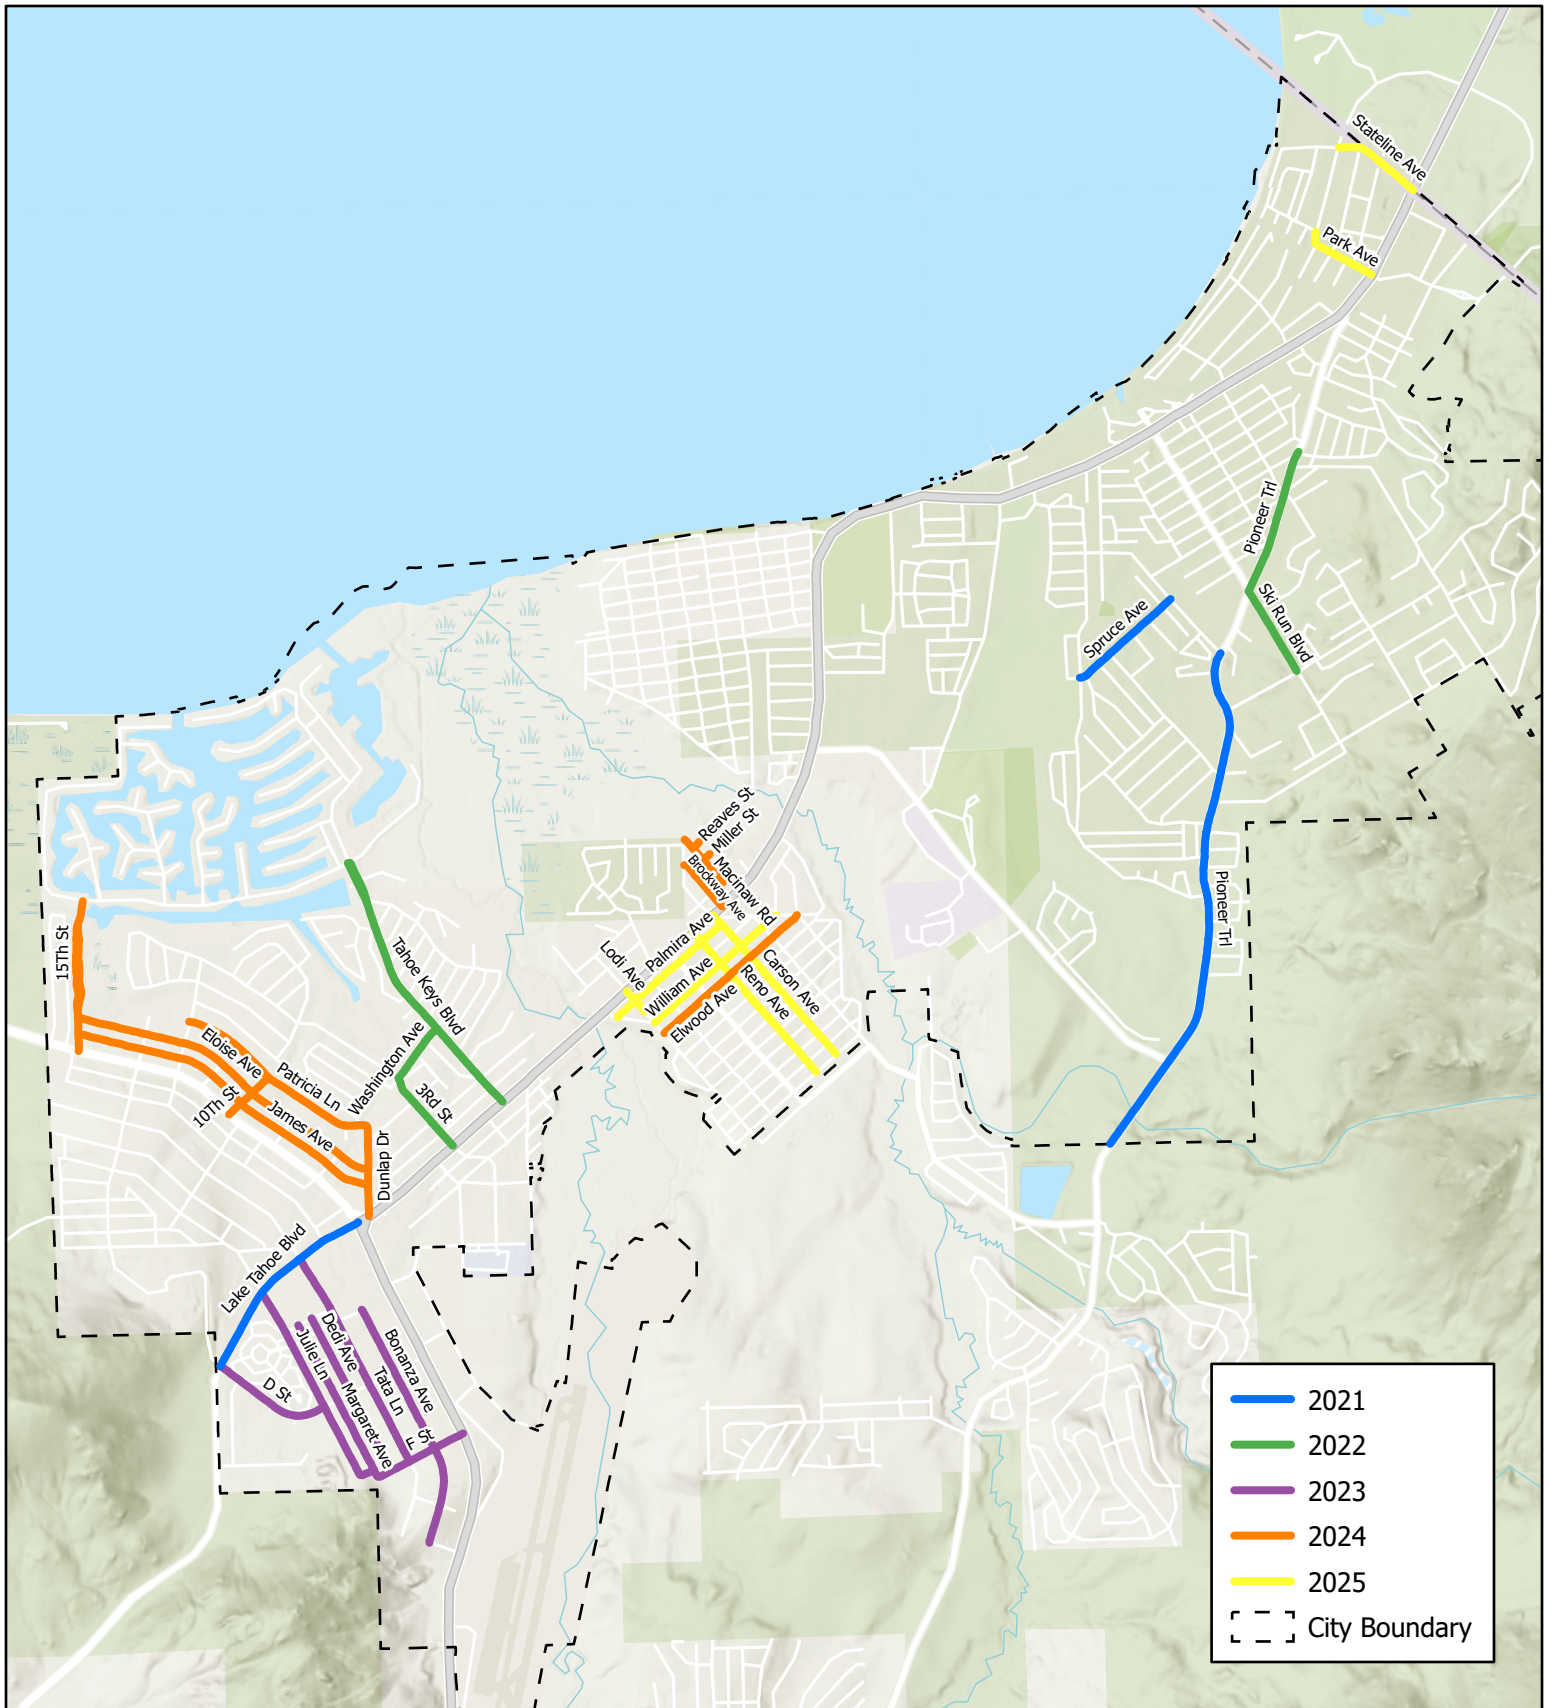 Stateline Ave
Park Ave
Pioneer Trl
Ski Run Blvd
Spruce Ave
Pioneer Trl
Reaves St
Miller St
Macinaw Rd
Brockway Ave
Palmira Ave
Lodi Ave
William Ave
Carson Ave
Reno Ave
Elwood Ave
15Th St
Tahoe Keys Blvd
Washington Ave
3Rd St
Eloise Ave
Patricia Ln
10Th St
James Ave
Dunlap Dr
Lake Tahoe Blvd
Dedi Ave
Julie Ln
Bonanza Ave
Tata Ln
D St
Margaret Ave
F St
2021
2022
2023
2024
2025
City Boundary